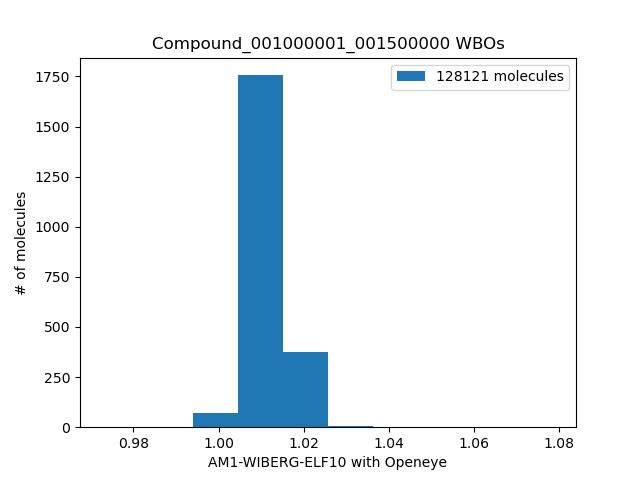 Compound_001000001_001500000 WBOs
128121 molecules
1750
1500
1250
1000
750
500
250
0
# of molecules
0.98 1.00 1.02 1.04 1.06 1.08
AM1-WIBERG-ELF10 with Openeye